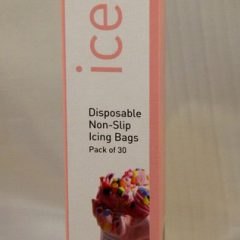 ice
Disposable
Non-Slip
Icing Bags
Pack of 30